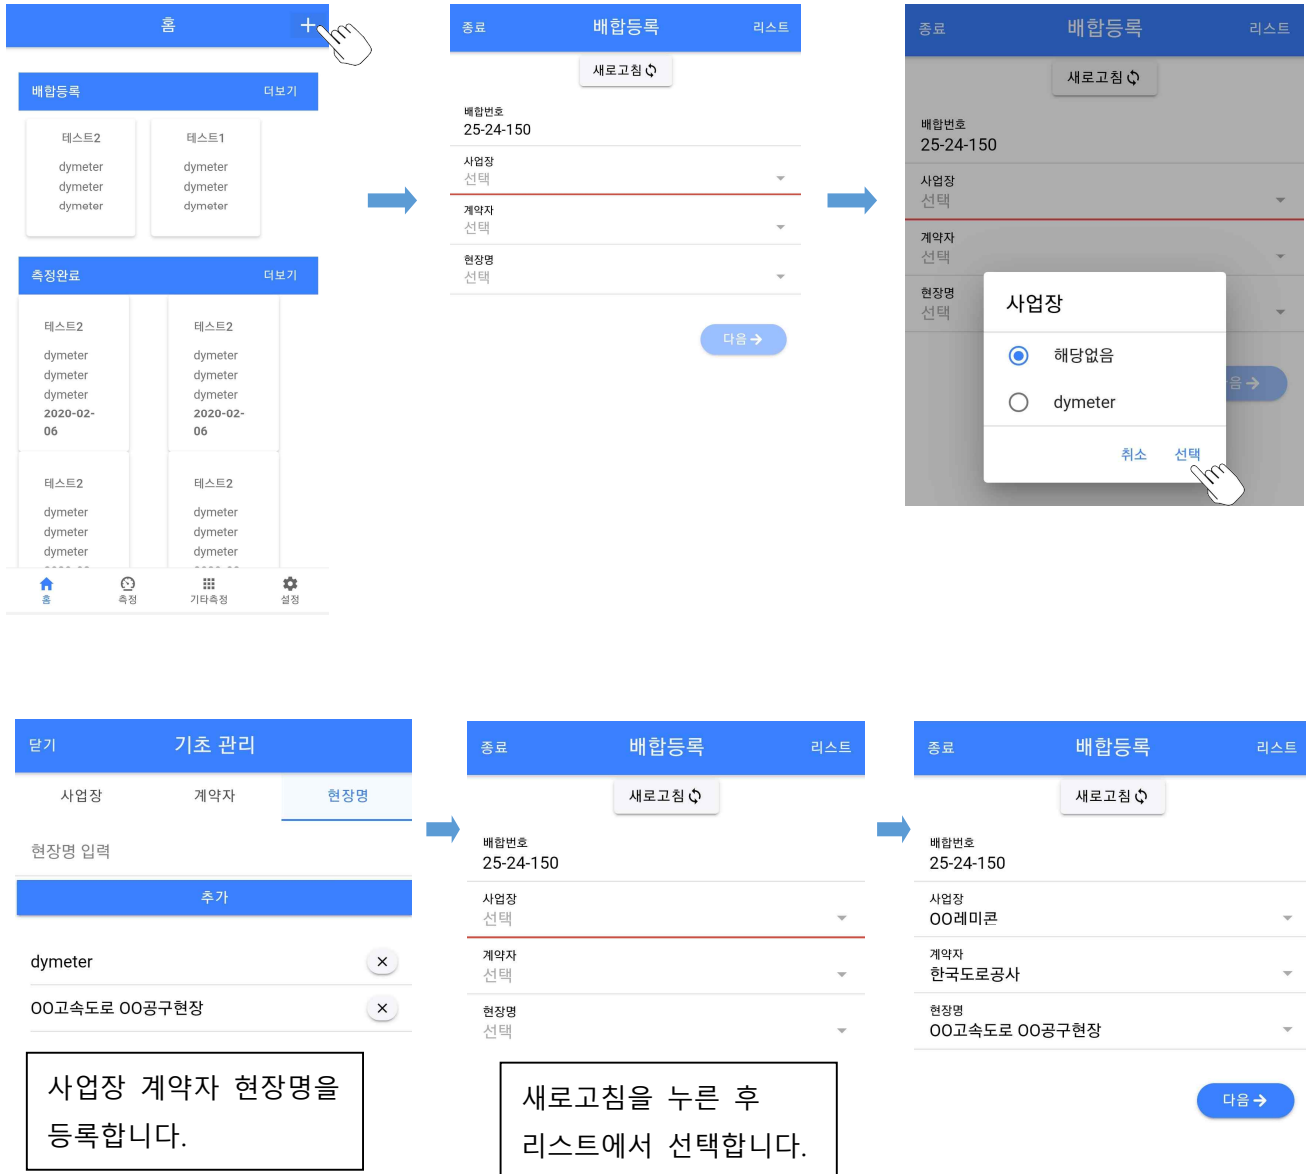 홈
배합등록 더보기
테스트2 테스트1
dymeter dymeter
dymeter dymeter
dymeter dymeter
측정완료 더보기
테스트2 테스트2
dymeter dymeter
dymeter dymeter
dymeter dymeter
2020-02- 2020-02-
06 06
테스트2 테스트2
dymeter dymeter
dymeter dymeter
dymeter dymeter
홈 측정 기타측정 설정
종료 배합등록 리스트
새로고침
배합번호
25-24-150
사업장
선택
계약자
선택
현장명
선택
다음
종료 배합등록 리스트
새로고침
배합번호
25-24-150
사업장
선택
계약자
선택
현장명
선택
음
사업장
해당없음
dymeter
취소 선택
닫기 기초 관리
사업장 계약자 현장명
현장명 입력
추가
dymeter
OO고속도로 OO공구현장
사업장 계약자 현장명을
등록합니다.
종료 배합등록 리스트
새로고침
배합번호
25-24-150
사업장
선택
계약자
선택
현장명
선택
새로고침을 누른 후
리스트에서 선택합니다.
종료 배합등록 리스트
새로고침
배합번호
25-24-150
사업장
OO레미콘
계약자
한국도로공사
현장명
OO고속도로 OO공구현장
다음